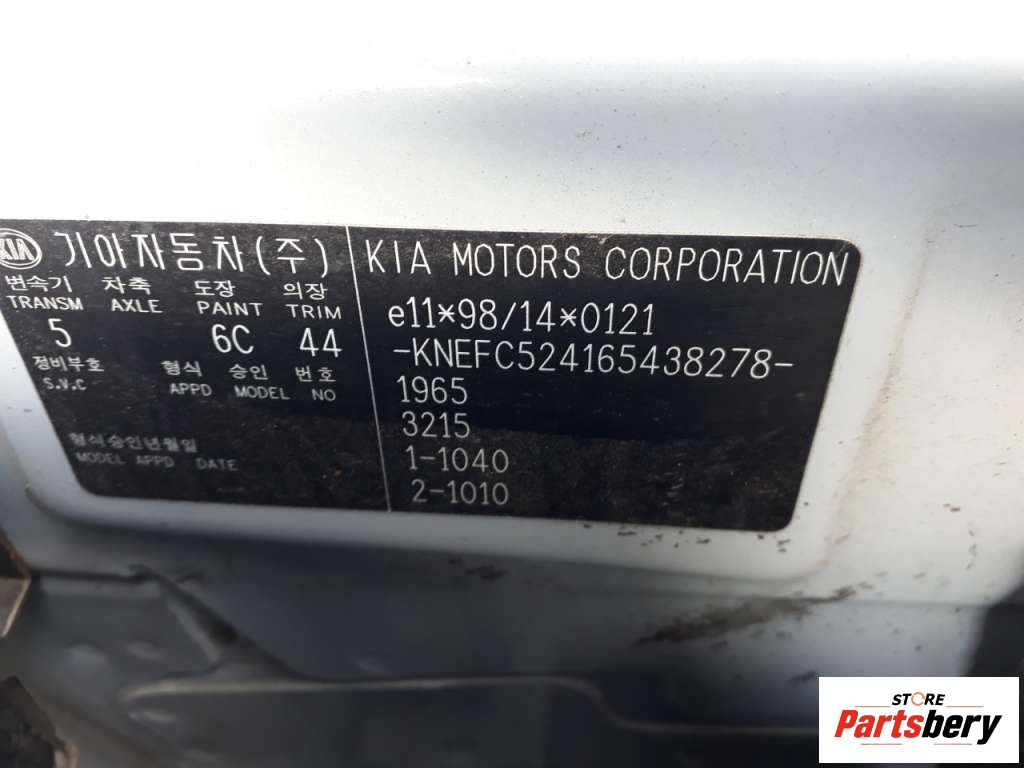 KIA 기아자동차(주)
변속기 차축 도장 의장
TRANSM AXLE PAINT TRIM
5 6C 44
정비부호 형식 승인 번호
S.V.C APPD MODEL NO
형식승인년월일
MODEL APPD DATE
KIA MOTORS CORPORATION
e11*98/14*0121
-KNEFC524165438278-
1965
3215
1-1040
2-1010
STORE
Partsbery